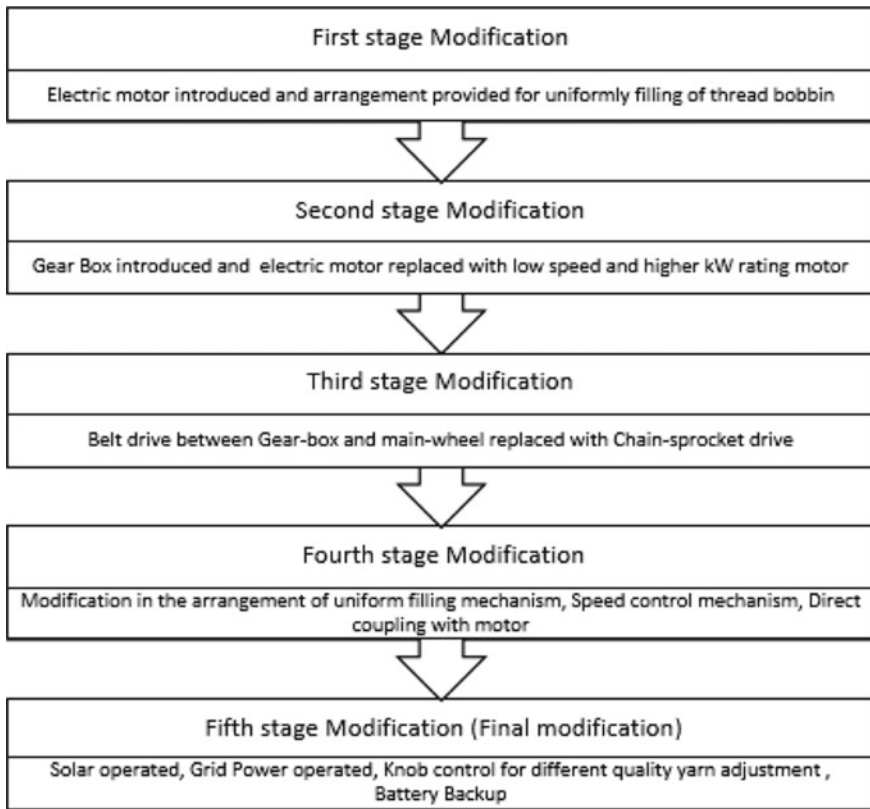 First stage Modification
Electric motor introduced and arrangement provided for uniformly filling of thread bobbin
Second stage Modification
Gear Box introduced and electric motor replaced with low speed and higher kW rating motor
Third stage Modification
Belt drive between Gear-box and main-wheel replaced with Chain-sprocket drive
Fourth stage Modification
Modification in the arrangement of uniform filling mechanism, Speed control mechanism, Direct
coupling with motor
Fifth stage Modification (Final modification)
Solar operated, Grid Power operated, Knob control for different quality yarn adjustment ,
Battery Backup